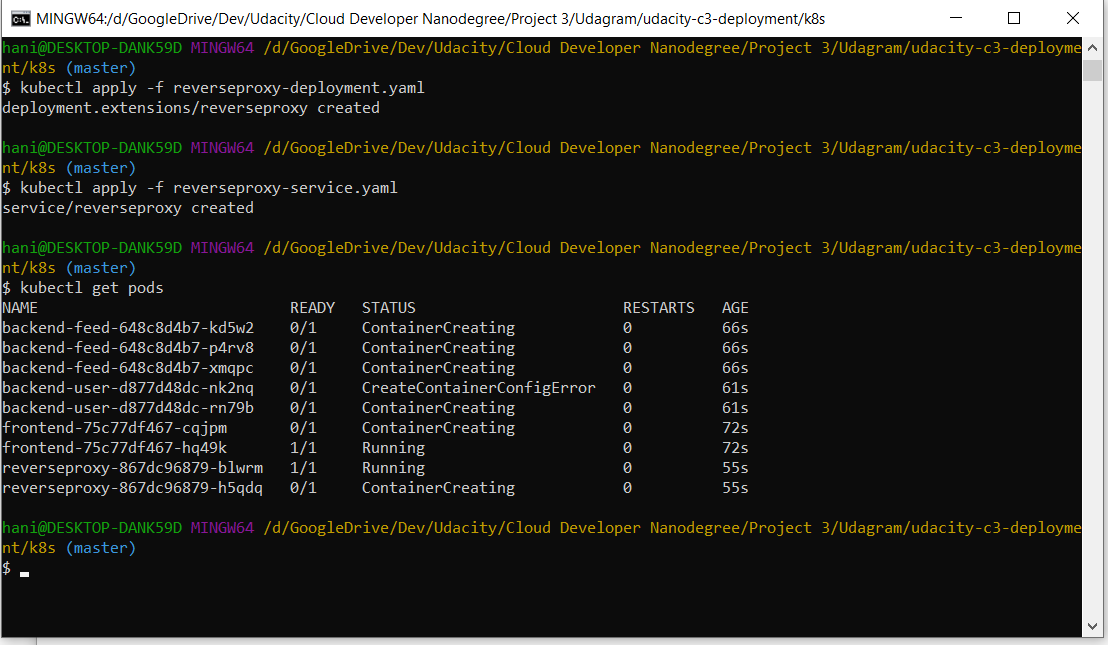 MINGW64:/d/GoogleDrive/Dev/Udacity/Cloud Developer Nanodegree/Project 3/Udagram/udacity-c3-deployment/k8s
hani@DESKTOP-DANK59D MINGW64 /d/GoogleDrive/Dev/Udacity/Cloud Developer Nanodegree/Project 3/Udagram/udacity-c3-deployme
nt/k8s (master)
$ kubectl apply -f reverseproxy-deployment.yaml
deployment.extensions/reverseproxy created
hani@DESKTOP-DANK59D MINGW64 /d/GoogleDrive/Dev/Udacity/Cloud Developer Nanodegree/Project 3/Udagram/udacity-c3-deployme
nt/k8s (master)
$ kubectl apply -f reverseproxy-service.yaml
service/reverseproxy created
hani@DESKTOP-DANK59D MINGW64 /d/GoogleDrive/Dev/Udacity/Cloud Developer Nanodegree/Project 3/Udagram/udacity-c3-deployme
nt/k8s (master)
$ kubectl get pods
NAME READY STATUS RESTARTS AGE
backend-feed-648c8d4b7-kd5w2 0/1 ContainerCreating 0 66s
backend-feed-648c8d4b7-p4rv8 0/1 ContainerCreating 0 66s
backend-feed-648c8d4b7-xmqpc 0/1 ContainerCreating 0 66s
backend-user-d877d48dc-nk2nq 0/1 CreateContainerConfigError 0 61s
backend-user-d877d48dc-rn79b 0/1 ContainerCreating 0 61s
frontend-75c77df467-cqjpm 0/1 ContainerCreating 0 72s
frontend-75c77df467-hq49k 1/1 Running 0 72s
reverseproxy-867dc96879-blwrm 1/1 Running 0 55s
reverseproxy-867dc96879-h5qdq 0/1 ContainerCreating 0 55s
hani@DESKTOP-DANK59D MINGW64 /d/GoogleDrive/Dev/Udacity/Cloud Developer Nanodegree/Project 3/Udagram/udacity-c3-deployme
nt/k8s (master)
$